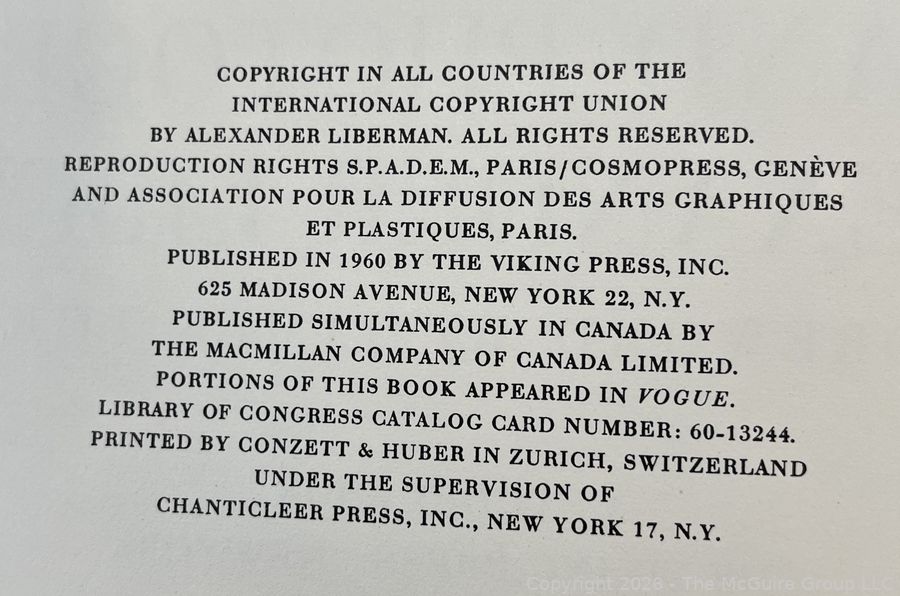 COPYRIGHT IN ALL COUNTRIES OF THE
INTERNATIONAL COPYRIGHT UNION
BY ALEXANDER LIBERMAN. ALL RIGHTS RESERVED.
REPRODUCTION RIGHTS S.P.A.D.E.M., PARIS/COSMOPRESS, GENÈVE
AND ASSOCIATION POUR LA DIFFUSION DES ARTS GRAPHIQUES
ET PLASTIQUES, PARIS.
PUBLISHED IN 1960 BY THE VIKING PRESS, INC.
625 MADISON AVENUE, NEW YORK 22, N.Y.
PUBLISHED SIMULTANEOUSLY IN CANADA BY
THE MACMILLAN COMPANY OF CANADA LIMITED.
PORTIONS OF THIS BOOK APPEARED IN VOGUE.
LIBRARY OF CONGRESS CATALOG CARD NUMBER: 60-13244.
PRINTED BY CONZETT & HUBER IN ZURICH, SWITZERLAND
UNDER THE SUPERVISION OF
CHANTICLEER PRESS, INC., NEW YORK 17, N.Y.
Copyright 2026 - The McGuire Group LLC